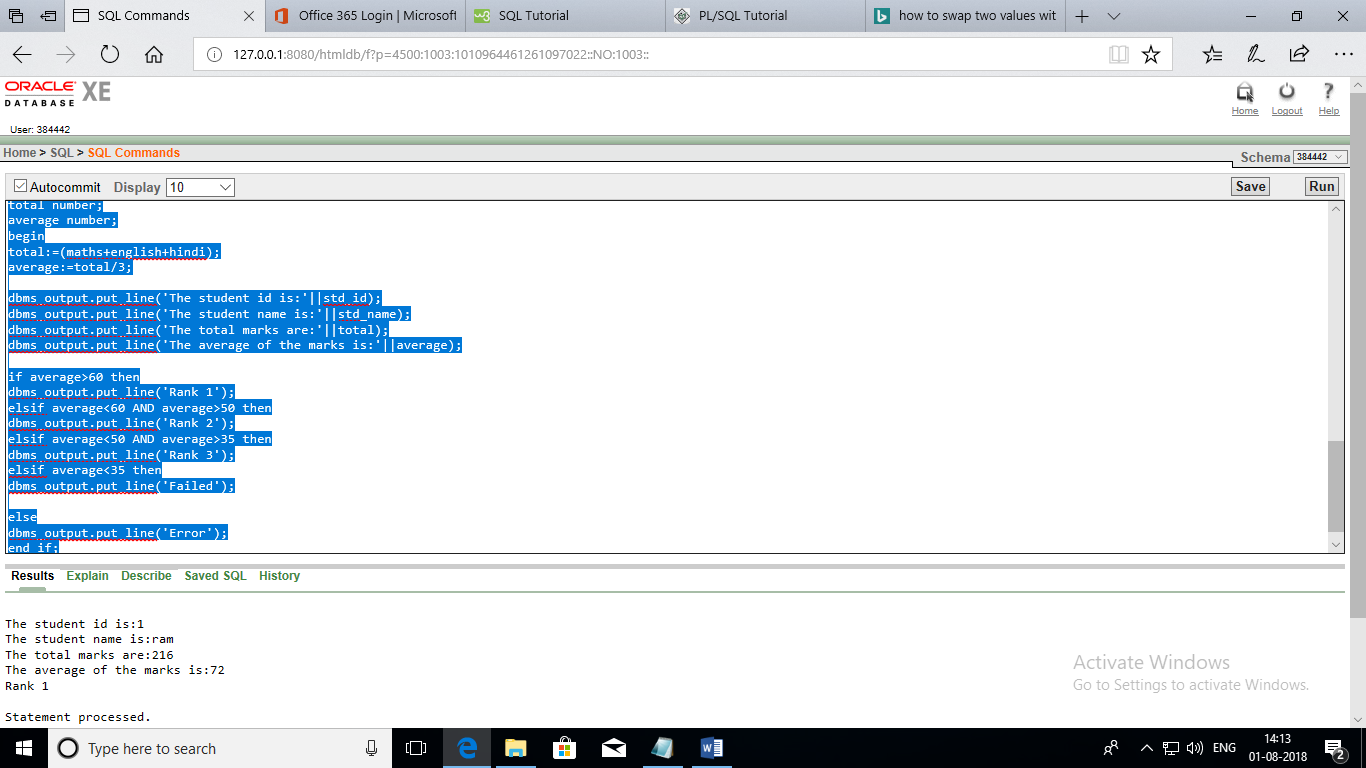 SQL Commands
Office 365 Login | Microsoft
SQL Tutorial
PL/SQL Tutorial
how to swap two values wit
127.0.0.1:8080/htmldb/f?p=4500:1003:1010964461261097022::NO:1003::
ORACLE
DATABASE
XE
Home
Logout
Help
User: 384442
Home > SQL > SQL Commands
Schema 384442
Autocommit Display 10
Save
Run
total number;
average number;
begin
total:=(maths+english+hindi);
average:=total/3;
dbms_output.put_line('The student id is:'||std_id);
dbms_output.put_line('The student name is:'||std_name);
dbms_output.put_line('The total marks are:'||total);
dbms_output.put_line('The average of the marks is:'||average);
if average>60 then
dbms_output.put_line('Rank 1');
elsif average<60 AND average>50 then
dbms_output.put_line('Rank 2');
elsif average<50 AND average>35 then
dbms_output.put_line('Rank 3');
elsif average<35 then
dbms_output.put_line('Failed');
else
dbms_output.put_line('Error');
end if;
Results Explain Describe Saved SQL History
The student id is:1
The student name is:ram
The total marks are:216
The average of the marks is:72
Rank 1
Statement processed.
Activate Windows
Go to Settings to activate Windows.
Type here to search
ENG
14:13
01-08-2018
2